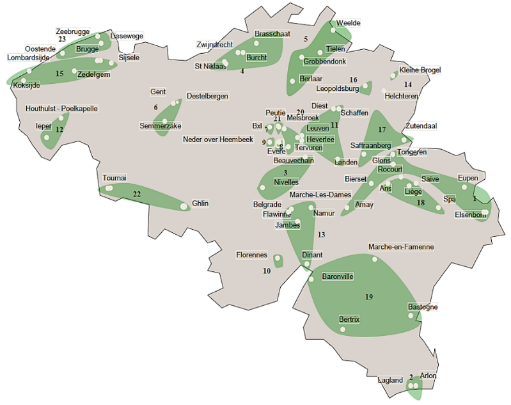 Weelde
Zeebrugge
Lissewege
23
Brasschaat
5
Zwijndrecht
Oostende
Brugge
Tielen
Lombardsijde
Burcht
Grobbendonk
Sijsele
St Niklaas
4
15
Zedelgem
Kleine Brogel
Koksijde
Berlaar
16
14
Leopoldsburg
Gent
Helchteren
Destelbergen
Houthulst - Poelkapelle
6
Diest
Peutie
20
Schaffen
Melsbroek
21
17
Ieper
12
Semmerzake
Bxl
Leuven
11
Zutendaal
Neder over Heembeek
Heverlee
9
Saffraanberg
Evere
Tervuren
Tongeren
Beauvechain
Landen
Glons
Rocourt
3
Tournai
Bierset
Saive
Eupen
Nivelles
Ans
Liège
1
22
Marche-Les-Dames
Spa
Ghlin
Belgrade
Amay
18
Flawinne
Namur
Elsenborn
Jambes
13
Marche-en-Famenne
Florennes
Dinant
10
Baronville
19
Bastogne
Bertrix
2
Arlon
Lagland